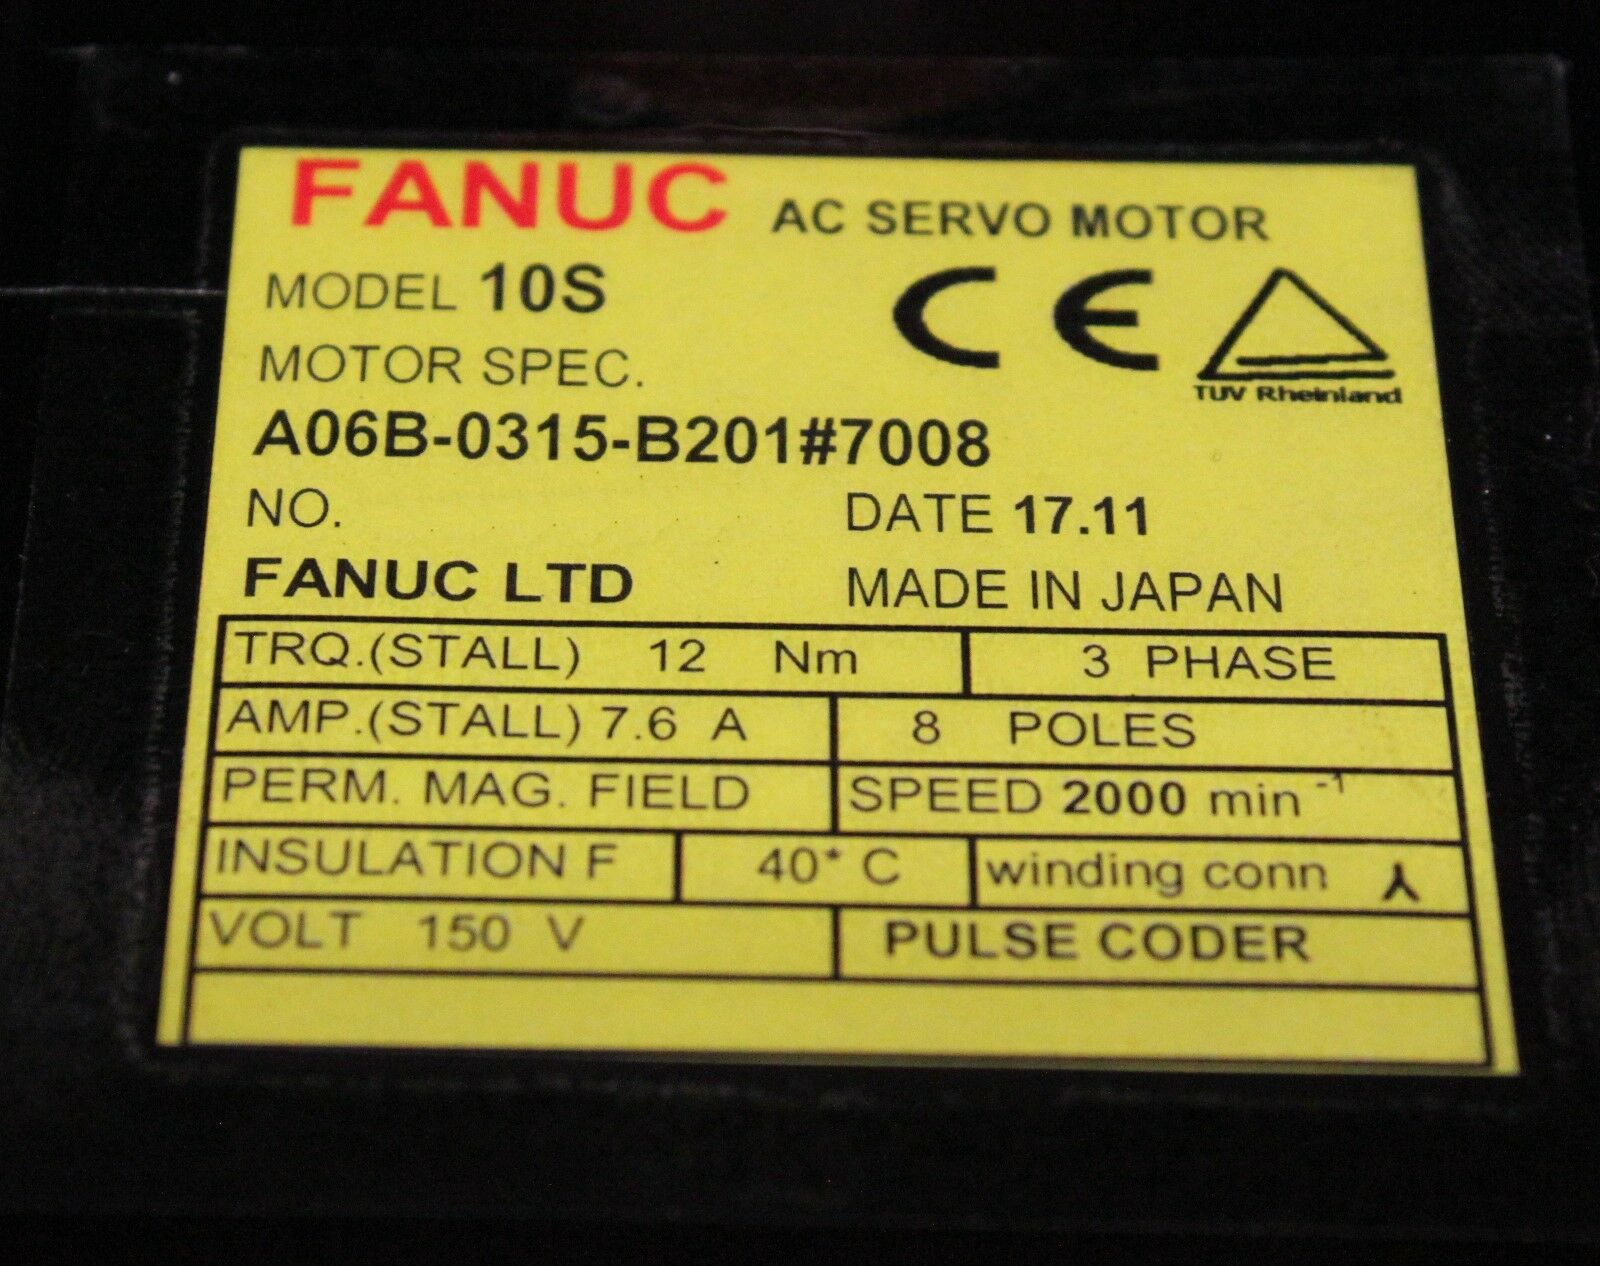 FANUC AC SERVO MOTOR
MODEL 10S
CE
MOTOR SPEC.
TUV Rheinland
A06B-0315-B201#7008
NO. DATE 17.11
FANUC LTD MADE IN JAPAN
TRQ.(STALL) 12 Nm 3 PHASE
AMP.(STALL) 7.6 A 8 POLES
PERM. MAG. FIELD SPEED 2000 min⁻¹
INSULATION F 40* C winding conn
VOLT 150 V PULSE CODER